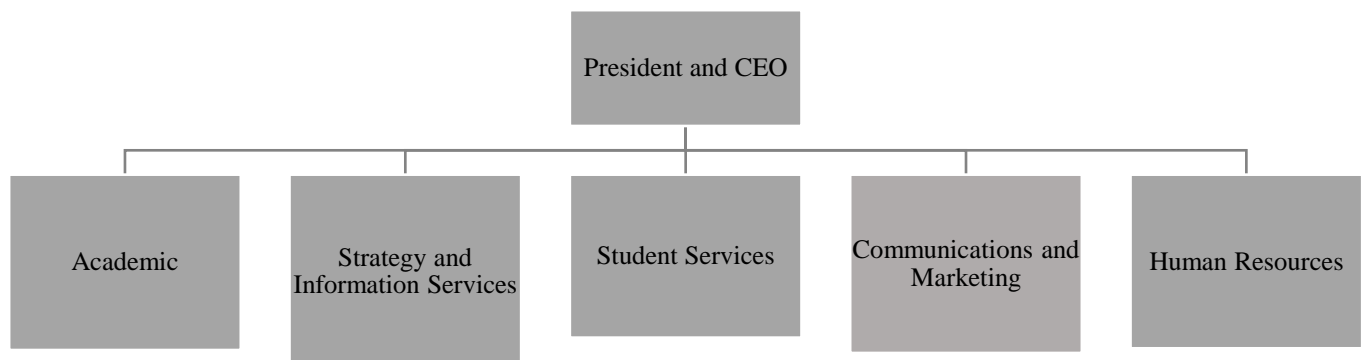 President and CEO
Academic
Strategy and
Information Services
Student Services
Communications and
Marketing
Human Resources